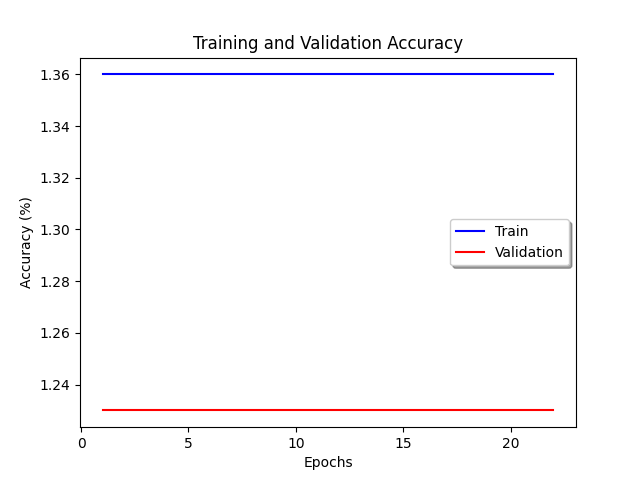 Training and Validation Accuracy
Accuracy (%)
1.36
1.34
1.32
1.30
1.28
1.26
1.24
Train
Validation
0 5 10 15 20
Epochs